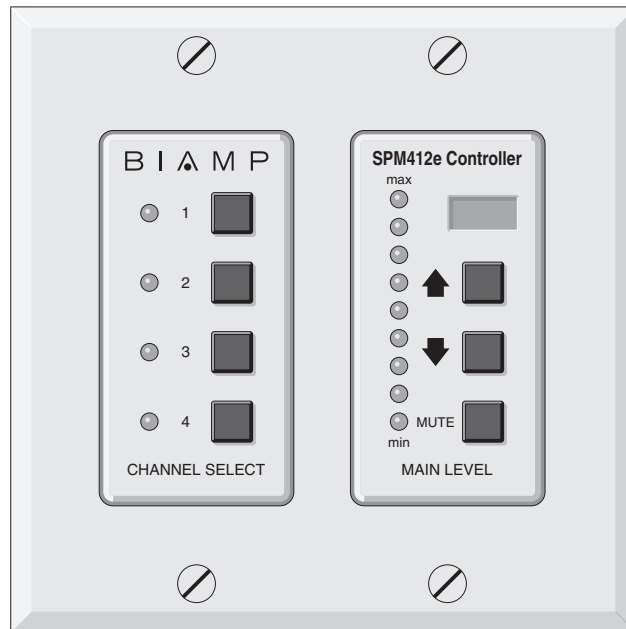 BIAMP
1
2
3
4
CHANNEL SELECT
SPM412e Controller
max
MUTE
min
MAIN LEVEL